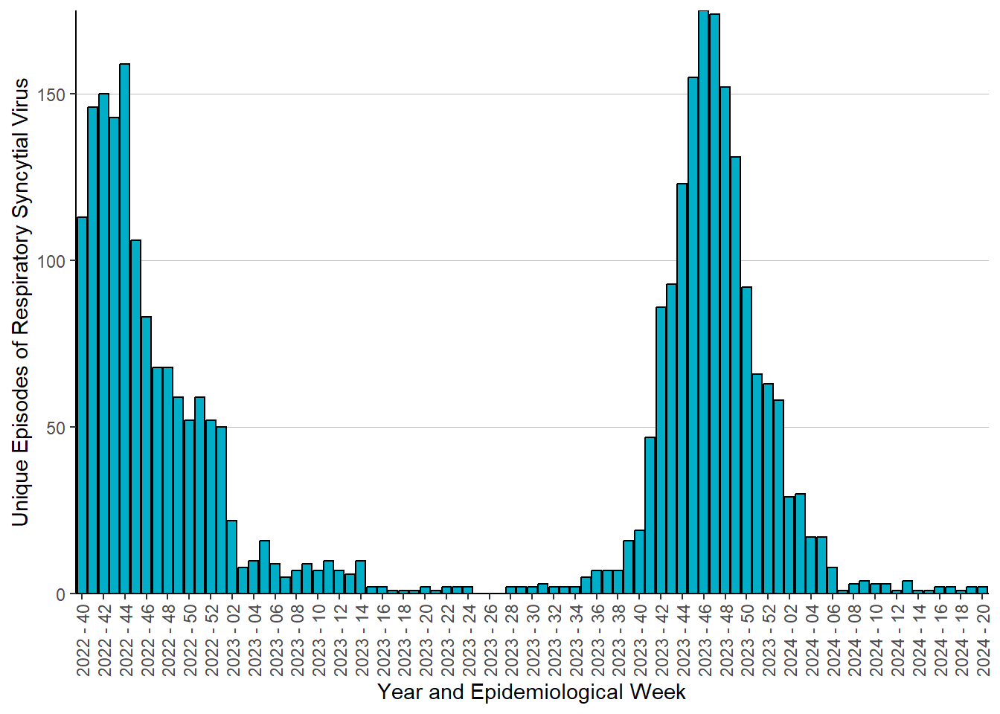 Unique Episodes of Respiratory Syncytial Virus
150
100
50
0
2022 - 40
2022 - 42
2022 - 44
2022 - 46
2022 - 48
2022 - 50
2022 - 52
2023 - 02
2023 - 04
2023 - 06
2023 - 08
2023 - 10
2023 - 12
2023 - 14
2023 - 16
2023 - 18
2023 - 20
2023 - 22
2023 - 24
2023 - 26
2023 - 28
2023 - 30
2023 - 32
2023 - 34
2023 - 36
2023 - 38
2023 - 40
2023 - 42
2023 - 44
2023 - 46
2023 - 48
2023 - 50
2023 - 52
2024 - 02
2024 - 04
2024 - 06
2024 - 08
2024 - 10
2024 - 12
2024 - 14
2024 - 16
2024 - 18
2024 - 20
Year and Epidemiological Week